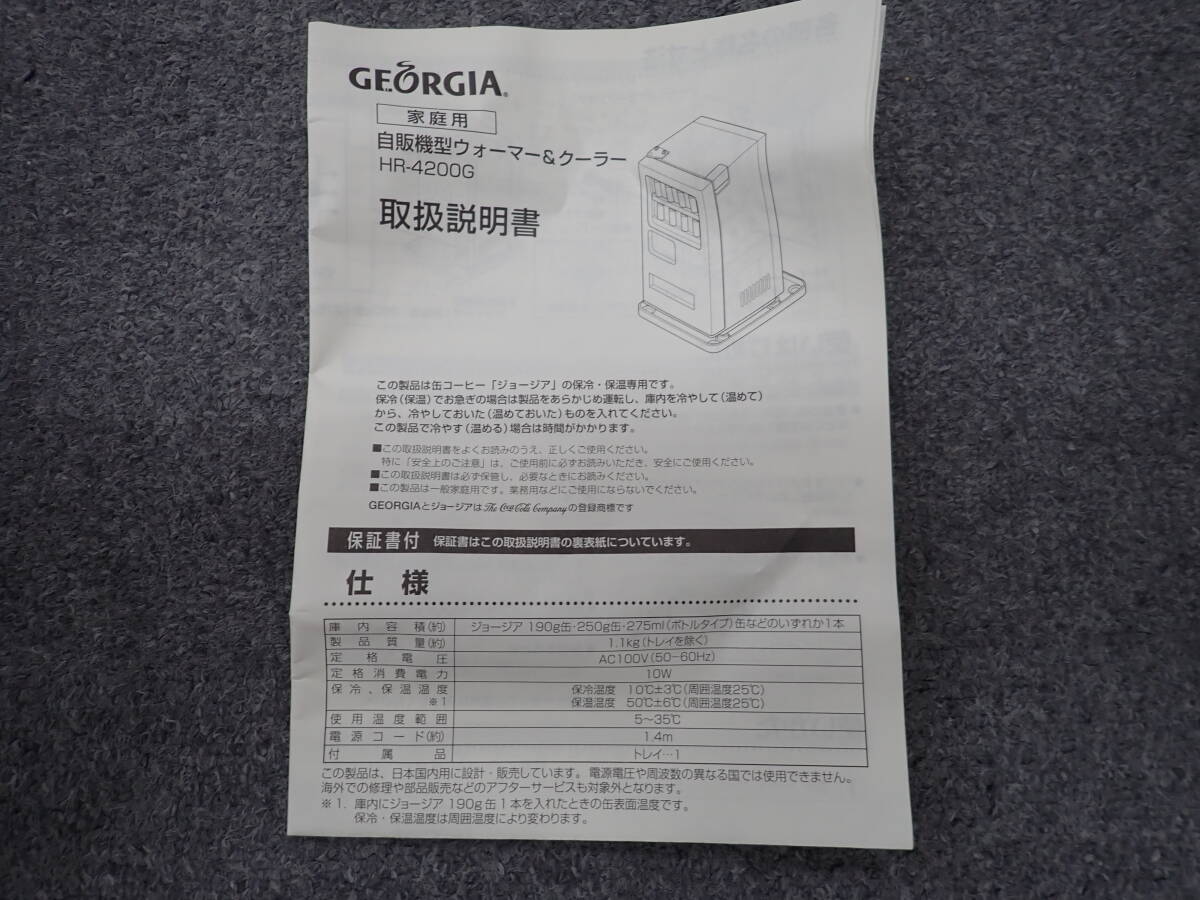 GEORGIA®
家庭用
自販機型ウォーマー&クーラー
HR-4200G
取扱説明書
この製品は缶コーヒー「ジョージア」の保冷・保温専用です。
保冷(保温)でお急ぎの場合は製品をあらかじめ運転し、庫内を冷やして(温めて)
から、冷やしておいた(温めておいた)ものを入れてください。
この製品で冷やす(温める)場合は時間がかかります。
■この取扱説明書をよくお読みのうえ、正しくご使用ください。
特に「安全上のご注意」は、ご使用前に必ずお読みいただき、安全にご使用ください。
■この取扱説明書は必ず保管し、必要なときにお読みください。
■この製品は一般家庭用です。業務用などにご使用にならないでください。
GEORGIAとジョージアはThe Coca-Cola Companyの登録商標です
保証書付 保証書はこの取扱説明書の裏表紙についています。
仕様
庫内容積(約) ジョージア 190g缶・250g缶・275ml(ボトルタイプ)缶などのいずれか1本
製品質量(約) 1.1kg(トレイを除く)
定格電圧 AC100V(50-60Hz)
定格消費電力 10W
保冷、保温温度 保冷温度 10℃±3℃(周囲温度25℃)
※1 保温温度 50℃±6℃(周囲温度25℃)
使用温度範囲 5〜35℃
電源コード(約) 1.4m
付属品 トレイ…1
この製品は、日本国内用に設計・販売しています。電源電圧や周波数の異なる国では使用できません。
海外での修理や部品販売などのアフターサービスも対象外となります。
※1. 庫内にジョージア 190g缶1本を入れたときの缶表面温度です。
保冷・保温温度は周囲温度により変わります。